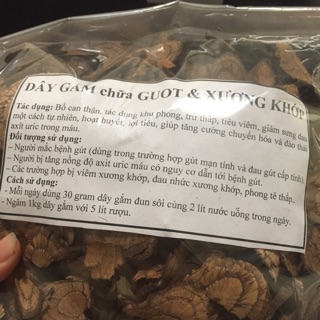 DÂY GẮM chữa GUOT & XƯƠNG KHỚP
Tác dụng: Bổ can thận, tác dụng khu phong, trừ thấp, tiêu viêm, giảm sưng đau
một cách tự nhiên, hoạt huyết, lợi tiểu, giúp tăng cường chuyển hóa và đào thải
axit uric trong máu.
Đối tượng sử dụng:
- Người mắc bệnh gút (dùng trong trường hợp gút mạn tính và đau gút cấp tính)
- Người bị tăng nồng độ axit uric máu có nguy cơ dẫn tới bệnh gút.
- Các trường hợp bị viêm xương khớp, đau nhức xương khớp, phong tê thấp.
Cách sử dụng:
- Mỗi ngày dùng 30 gram dây gắm đun sôi cùng 2 lít nước uống trong ngày.
- Ngâm 1kg dây gắm với 5 lít rượu.